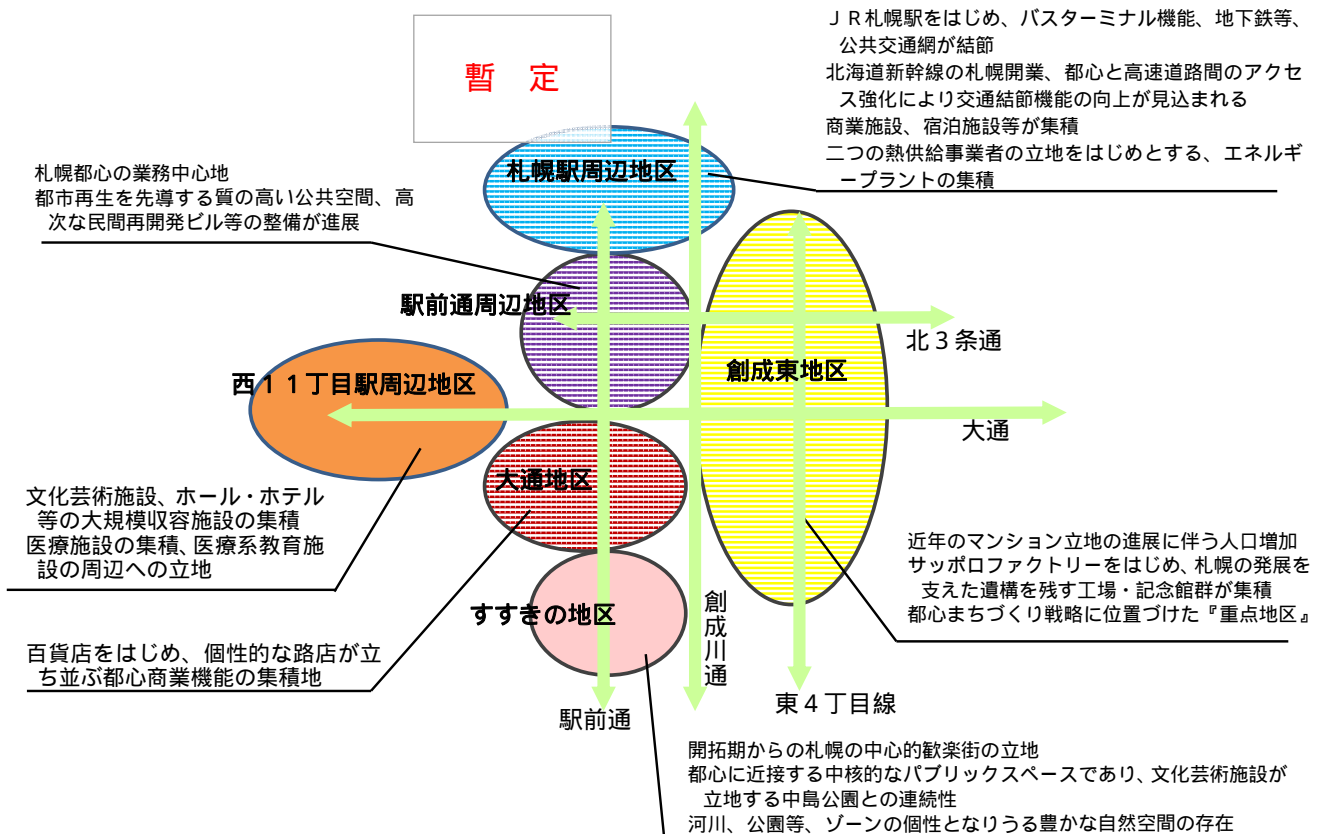 暫 定
ＪＲ札幌駅をはじめ、バスターミナル機能、地下鉄等、
公共交通網が結節
北海道新幹線の札幌開業、都心と高速道路間のアクセ
ス強化により交通結節機能の向上が見込まれる
商業施設、宿泊施設等が集積
二つの熱供給事業者の立地をはじめとする、エネルギ
ープラントの集積
札幌都心の業務中心地
都市再生を先導する質の高い公共空間、高
次な民間再開発ビル等の整備が進展
札幌駅周辺地区
駅前通周辺地区
北３条通
西１１丁目駅周辺地区
創成東地区
大通
大通地区
文化芸術施設、ホール・ホテル
等の大規模収容施設の集積
医療施設の集積、医療系教育施
設の周辺への立地
近年のマンション立地の進展に伴い人口増加
サッポロファクトリーをはじめ、札幌の発展を
支えた遺構を残す工場・記念館群が集積
都心まちづくり戦略に位置づけた『重点地区』
すすきの地区
創成川通
百貨店をはじめ、個性的な路店が立
ち並ぶ都心商業機能の集積地
駅前通
東４丁目線
開拓期からの札幌の中心的歓楽街の立地
都心に近接する中核的なパブリックスペースであり、文化芸術施設が
立地する中島公園との連続性
河川、公園等、ゾーンの個性となりうる豊かな自然空間の存在